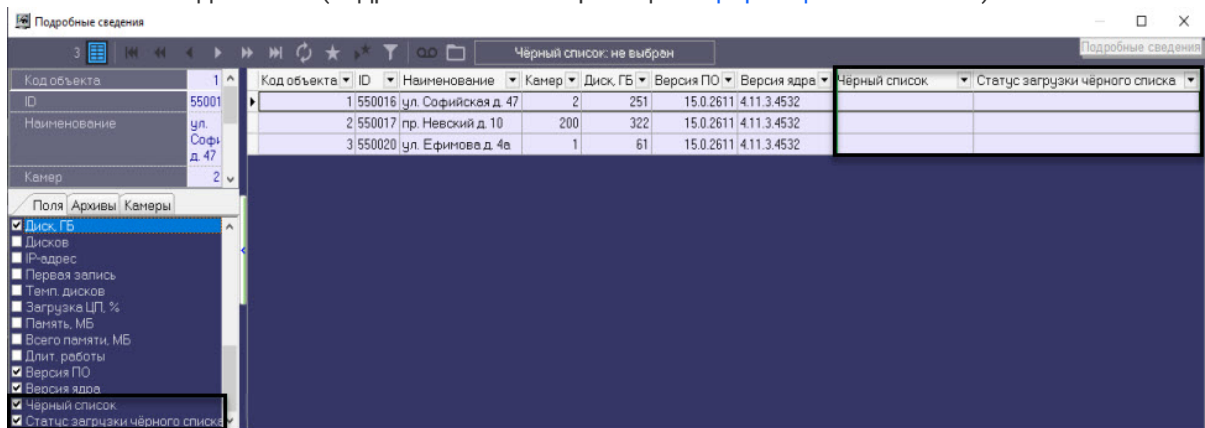 Подробные сведения
3
Чёрный список: не выбран
Подробные сведения
Код объекта 1
ID 55001
Наименование ул. Софи д. 47
Камер 2
Поля Архивы Камеры
Диск, ГБ
Дисков
IP-адрес
Первая запись
Темп. дисков
Загрузка ЦП, %
Память, МБ
Всего памяти, МБ
Длит. работы
Версия ПО
Версия ядра
Чёрный список
Статус загрузки чёрного списка
Код объекта ID Наименование Камер Диск, ГБ Версия ПО Версия ядра Чёрный список Статус загрузки чёрного списка
1 550016 ул. Софийская д. 47 2 251 15.0.2611 4.11.3.4532
2 550017 пр. Невский д. 10 200 322 15.0.2611 4.11.3.4532
3 550020 ул. Ефимова д. 4а 1 61 15.0.2611 4.11.3.4532